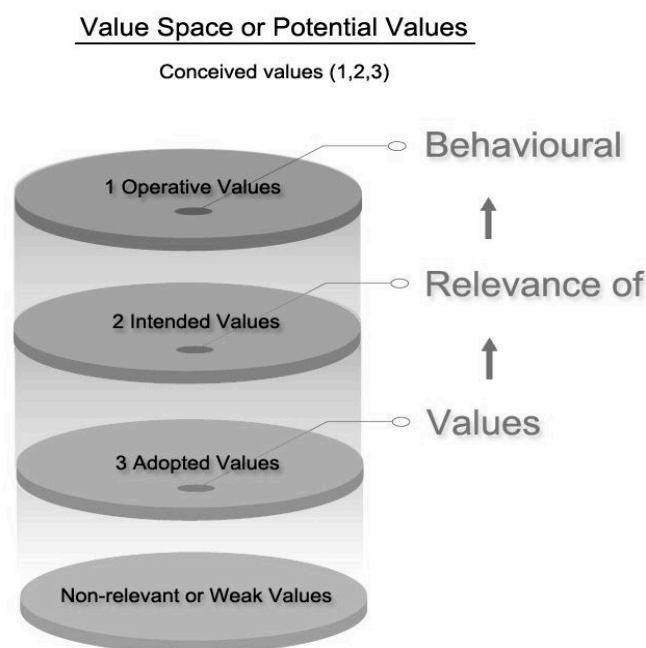 Value Space or Potential Values
Conceived values (1,2,3)
Behavioural
1 Operative Values
Relevance of
2 Intended Values
Values
3 Adopted Values
Non-relevant or Weak Values